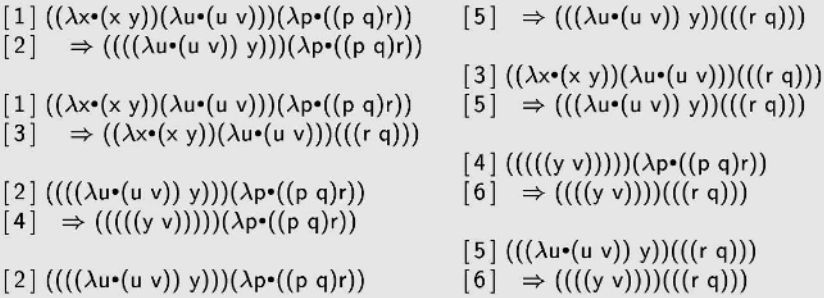 [1] ((λx•(x y))(λu•(u v)))(λp•((p q)r))
[2] ⇒ ((((λu•(u v)) y)))(λp•((p q)r))
[1] ((λx•(x y))(λu•(u v)))(λp•((p q)r))
[3] ⇒ ((λx•(x y))(λu•(u v)))(((r q)))
[2] ((((λu•(u v)) y)))(λp•((p q)r))
[4] ⇒ (((((y v)))))(λp•((p q)r))
[2] ((((λu•(u v)) y)))(λp•((p q)r))
[5] ⇒ (((λu•(u v)) y))(((r q)))
[3] ((λx•(x y))(λu•(u v)))(((r q)))
[5] ⇒ (((λu•(u v)) y))(((r q)))
[4] (((((y v)))))(λp•((p q)r))
[6] ⇒ ((((y v))))(((r q)))
[5] (((λu•(u v)) y))(((r q)))
[6] ⇒ ((((y v))))(((r q)))